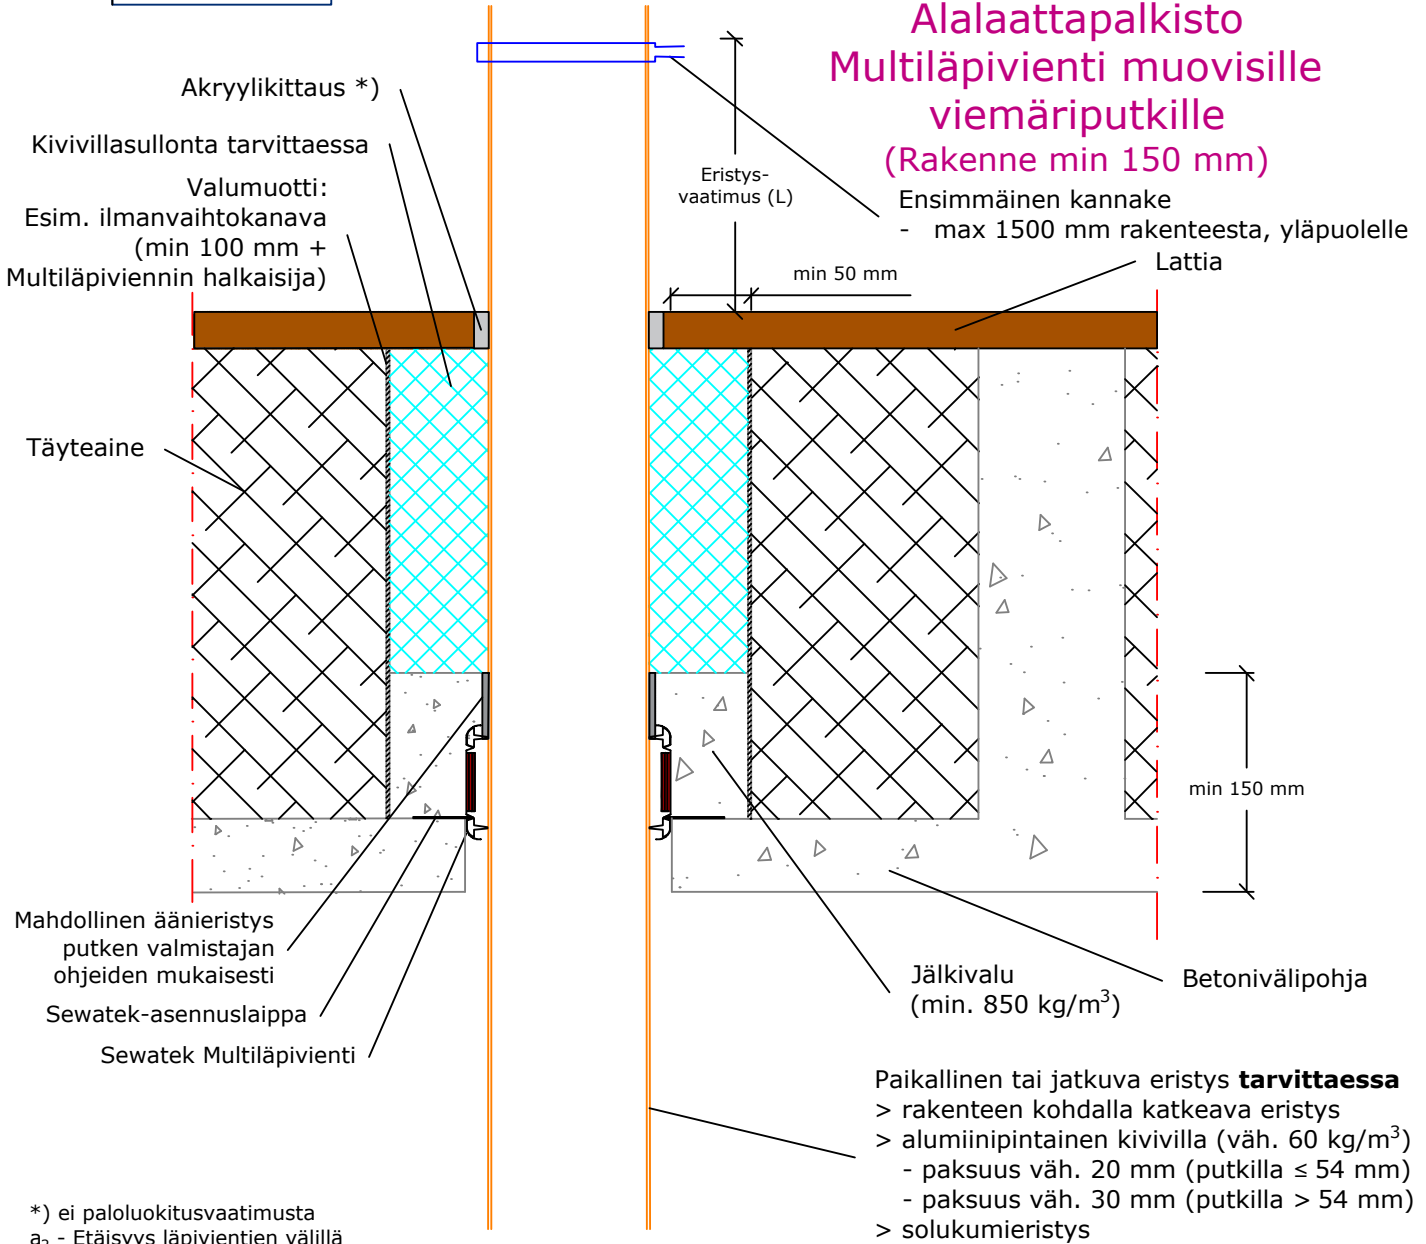 Alalaattapalkisto
Multiläpivienti muovisille
viemäriputkille
(Rakenne min 150 mm)
Akryylikittaus *)
Kivivillasullonta tarvittaessa
Valumuotti:
Esim. ilmanvaihtokanava
(min 100 mm +
Multiläpiviennin halkaisija)
Eristys-
vaatimus (L)
Ensimmäinen kannake
- max 1500 mm rakenteesta, yläpuolelle
Lattia
min 50 mm
Täyteaine
min 150 mm
Mahdollinen äänieristys
putken valmistajan
ohjeiden mukaisesti
Sewatek-asennuslaippa
Sewatek Multiläpivienti
Jälkivalu
(min. 850 kg/m³)
Betonivälipohja
Paikallinen tai jatkuva eristys tarvittaessa
> rakenteen kohdalla katkeava eristys
> alumiinipintainen kivivilla (väh. 60 kg/m³)
- paksuus väh. 20 mm (putkilla ≤ 54 mm)
- paksuus väh. 30 mm (putkilla > 54 mm)
> solukumieristys
*) ei paloluokitusvaatimusta
a₂ - Etäisyys läpivientien välillä